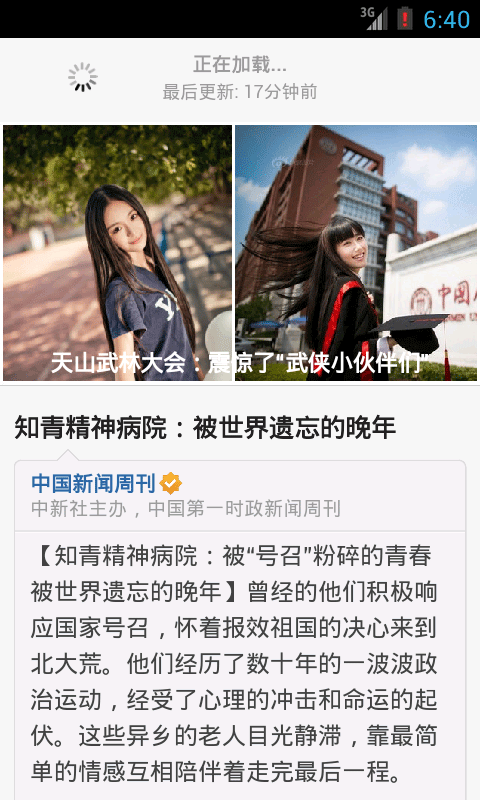 3G
6:40
正在加载...
最后更新: 17分钟前
中国人
天山武林大会：震惊了“武侠小伙伴们”
知青精神病院：被世界遗忘的晚年
中国新闻周刊
中新社主办，中国第一时政新闻周刊
【知青精神病院：被“号召”粉碎的青春
被世界遗忘的晚年】曾经的他们积极响
应国家号召，怀着报效祖国的决心来到
北大荒。他们经历了数十年的一波波政
治运动，经受了心理的冲击和命运的起
伏。这些异乡的老人目光静滞，靠最简
单的情感互相陪伴着走完最后一程。